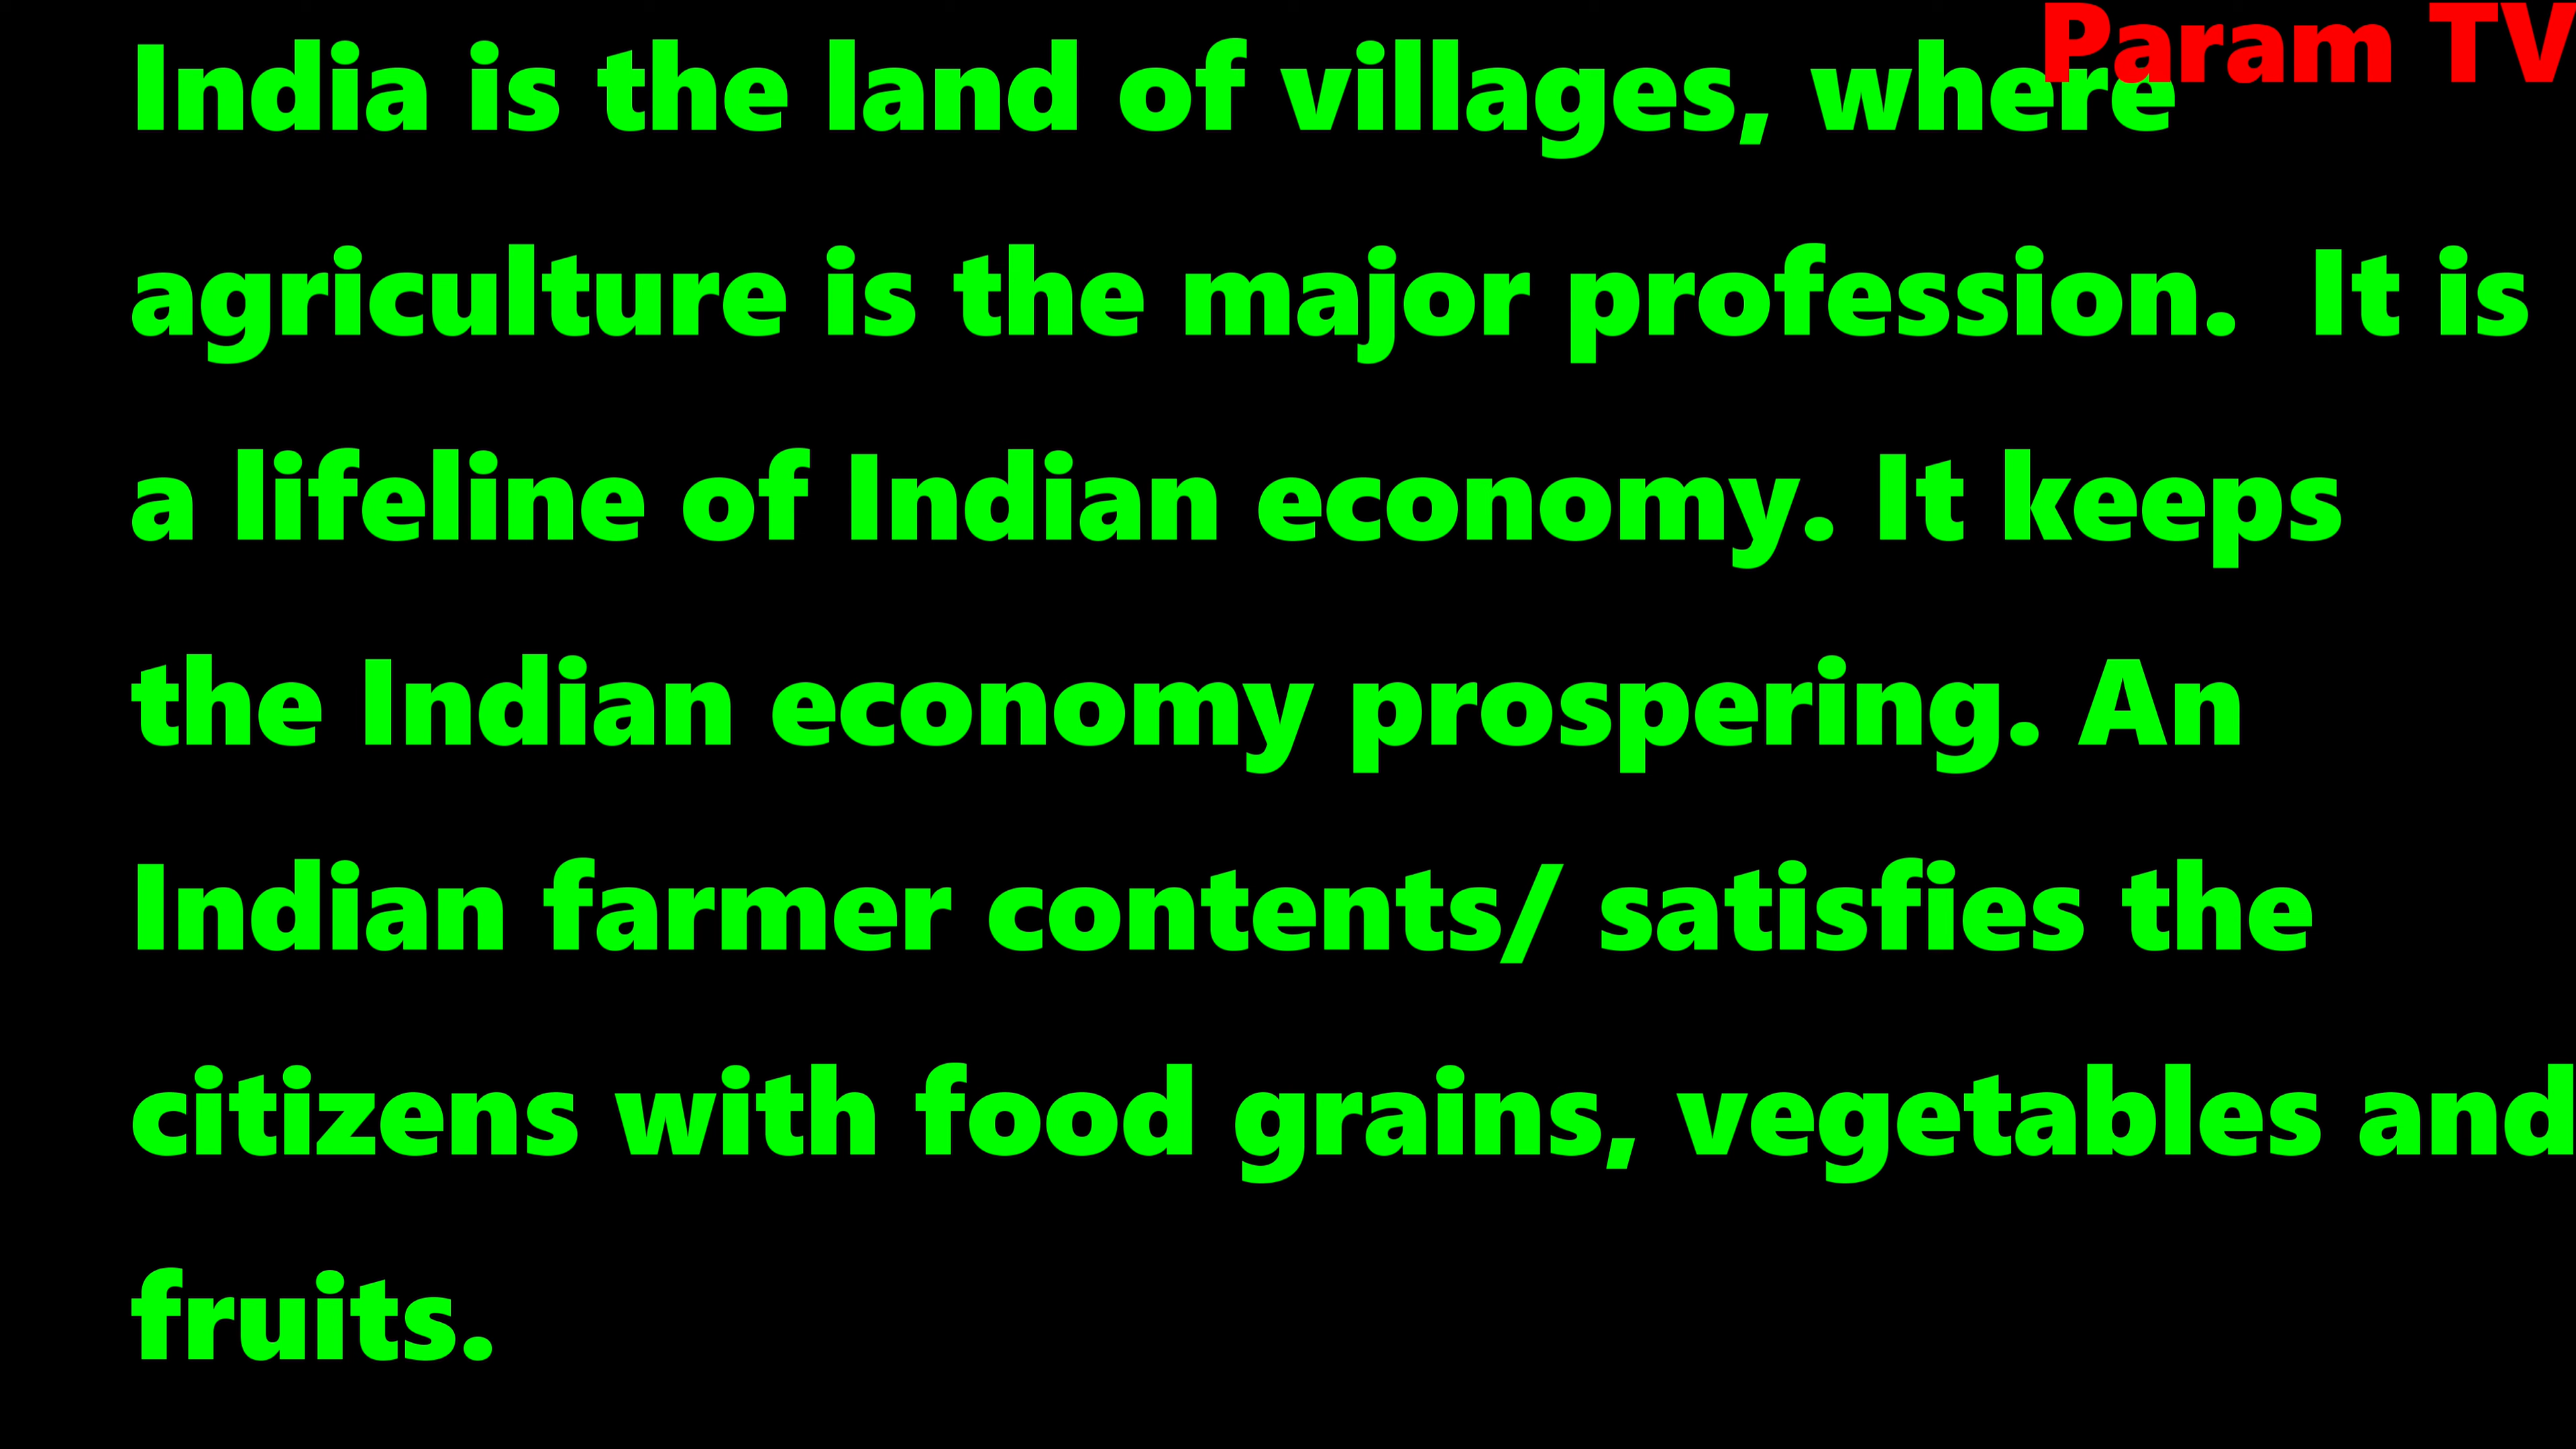 Param TV
India is the land of villages, where
agriculture is the major profession.  It is
a lifeline of Indian economy. It keeps
the Indian economy prospering. An
Indian farmer contents/ satisfies the
citizens with food grains, vegetables and
fruits.